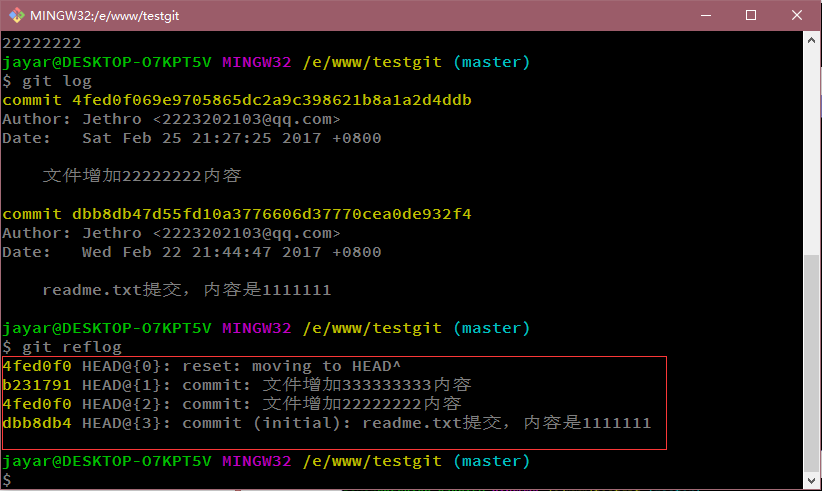 MINGW32:/e/www/testgit
22222222
jayar@DESKTOP-O7KPT5V MINGW32 /e/www/testgit (master)
$ git log
commit 4fed0f069e9705865dc2a9c398621b8a1a2d4ddb
Author: Jethro <2223202103@qq.com>
Date:   Sat Feb 25 21:27:25 2017 +0800
文件增加22222222内容
commit dbb8db47d55fd10a3776606d37770cea0de932f4
Author: Jethro <2223202103@qq.com>
Date:   Wed Feb 22 21:44:47 2017 +0800
readme.txt提交，内容是1111111
jayar@DESKTOP-O7KPT5V MINGW32 /e/www/testgit (master)
$ git reflog
4fed0f0 HEAD@{0}: reset: moving to HEAD^
b231791 HEAD@{1}: commit: 文件增加333333333内容
4fed0f0 HEAD@{2}: commit: 文件增加22222222内容
dbb8db4 HEAD@{3}: commit (initial): readme.txt提交，内容是1111111
jayar@DESKTOP-O7KPT5V MINGW32 /e/www/testgit (master)
$